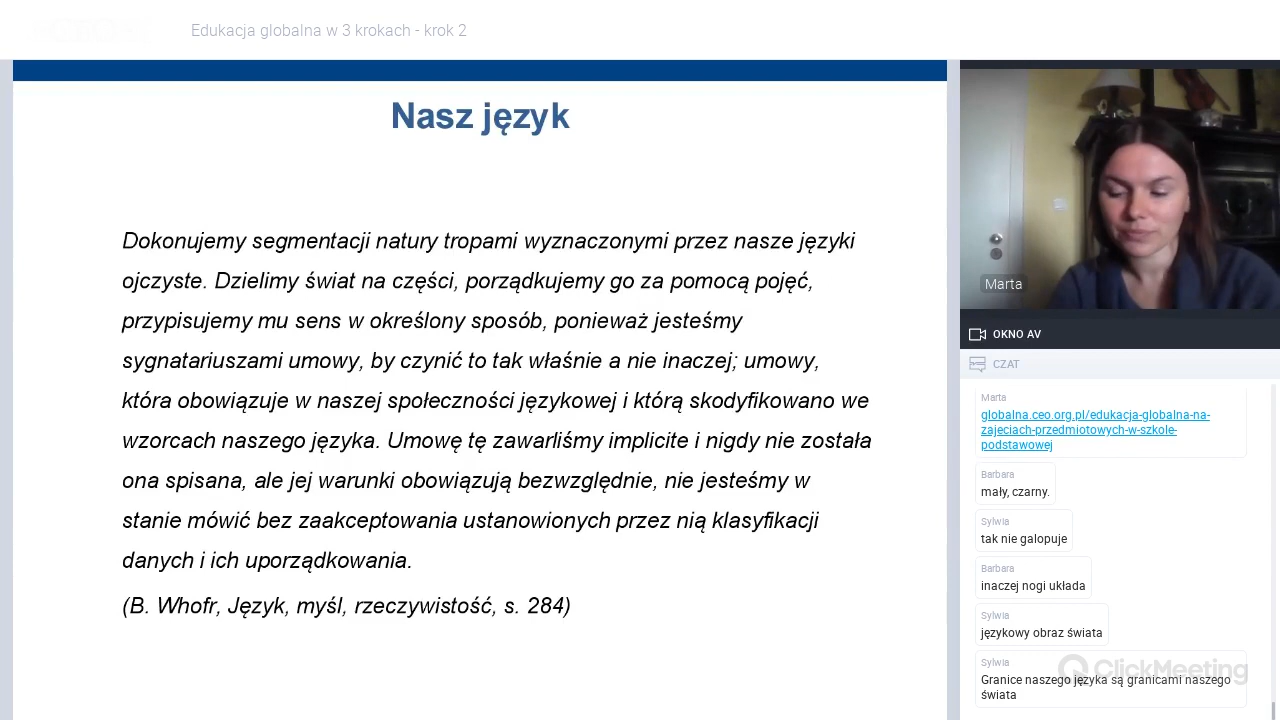 Edukacja globalna w 3 krokach - krok 2
Nasz język
Dokonujemy segmentacji natury tropami wyznaczonymi przez nasze języki
ojczyste. Dzielimy świat na części, porządkujemy go za pomocą pojęć,
przypisujemy mu sens w określony sposób, ponieważ jesteśmy
sygnatariuszami umowy, by czynić to tak właśnie a nie inaczej; umowy,
która obowiązuje w naszej społeczności językowej i którą skodyfikowano we
wzorcach naszego języka. Umowę tę zawarliśmy implicite i nigdy nie została
ona spisana, ale jej warunki obowiązują bezwzględnie, nie jesteśmy w
stanie mówić bez zaakceptowania ustanowionych przez nią klasyfikacji
danych i ich uporządkowania.
(B. Whofr, Język, myśl, rzeczywistość, s. 284)
Marta
OKNO AV
CZAT
Marta
globalna.ceo.org.pl/edukacja-globalna-na-
zajeciach-przedmiotowych-w-szkole-
podstawowej
Barbara
mały, czarny.
Sylwia
tak nie galopuje
Barbara
inaczej nogi układa
Sylwia
językowy obraz świata
Sylwia
Granice naszego języka są granicami naszego
świata
ClickMeeting